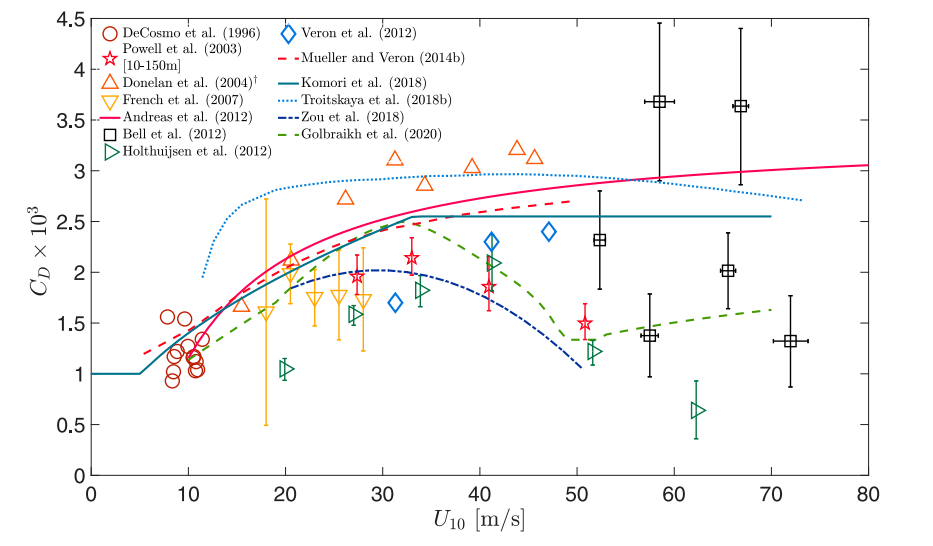 DeCosmo et al. (1996)
Powell et al. (2003)
[10-150m]
Donelan et al. (2004)†
French et al. (2007)
Andreas et al. (2012)
Bell et al. (2012)
Holthuijsen et al. (2012)
Veron et al. (2012)
Mueller and Veron (2014b)
Komori et al. (2018)
Troitskaya et al. (2018b)
Zou et al. (2018)
Golbraikh et al. (2020)
4.5
4
3.5
3
2.5
2
1.5
1
0.5
0
C_D × 10³
0 10 20 30 40 50 60 70 80
U₁₀ [m/s]